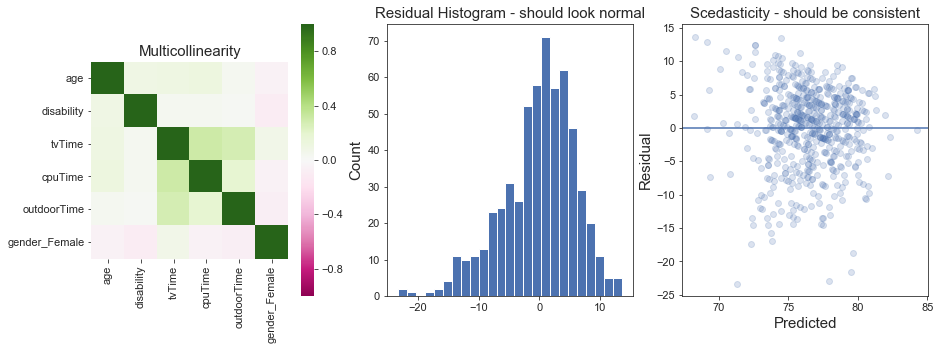 Multicollinearity
age
disability
tvTime
cpuTime
outdoorTime
gender_Female
age
disability
tvTime
cpuTime
outdoorTime
gender_Female
0.8
0.4
0.0
−0.4
−0.8
Residual Histogram - should look normal
Count
70
60
50
40
30
20
10
0
−20
−10
0
10
Scedasticity - should be consistent
Residual
15
10
5
0
−5
−10
−15
−20
−25
70
75
80
85
Predicted